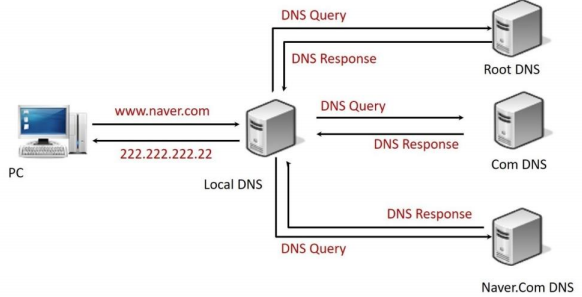 DNS Query
DNS Response
Root DNS
www.naver.com
DNS Query
222.222.222.22
DNS Response
Com DNS
PC
Local DNS
DNS Response
DNS Query
Naver.Com DNS